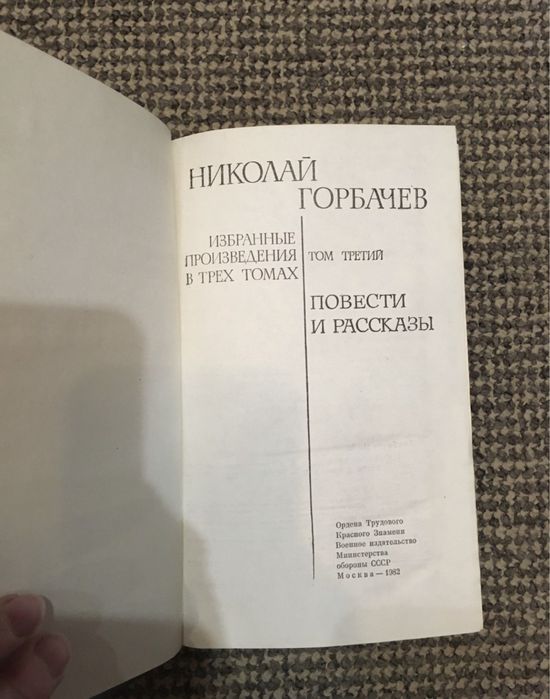 НИКОЛАЙ
ГОРБАЧЕВ
ИЗБРАННЫЕ
ПРОИЗВЕДЕНИЯ
В ТРЕХ ТОМАХ
ТОМ ТРЕТИЙ
ПОВЕСТИ
И РАССКАЗЫ
Ордена Трудового
Красного Знамени
Военное издательство
Министерства
обороны СССР
Москва — 1982